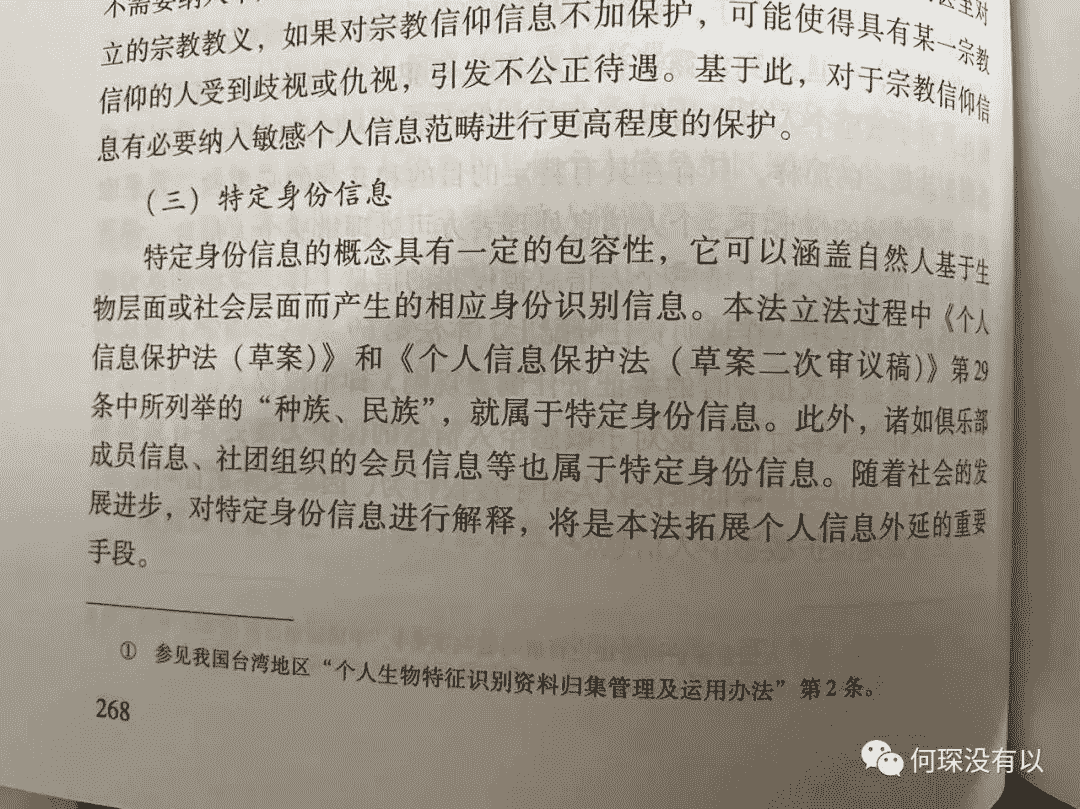 不需要纳入
立的宗教教义，如果对宗教信仰信息不加保护，可能使得具有某一宗教
信仰的人受到歧视或仇视，引发不公正待遇。基于此，对于宗教信仰信
息有必要纳入敏感个人信息范畴进行更高程度的保护。
（三）特定身份信息
特定身份信息的概念具有一定的包容性，它可以涵盖自然人基于生
物层面或社会层面而产生的相应身份识别信息。本法立法过程中《个人
信息保护法（草案）》和《个人信息保护法（草案二次审议稿）》第29
条中所列举的“种族、民族”，就属于特定身份信息。此外，诸如俱乐部
成员信息、社团组织的会员信息等也属于特定身份信息。随着社会的发
展进步，对特定身份信息进行解释，将是本法拓展个人信息外延的重要
手段。
① 参见我国台湾地区“个人生物特征识别资料归集管理及运用办法”第2条。
268
何琛没有以